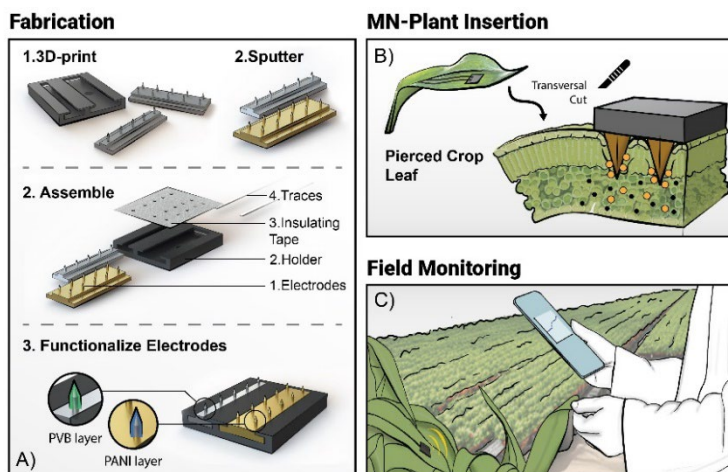 Fabrication
1.3D-print
2.Sputter
2. Assemble
4.Traces
3.Insulating
Tape
2.Holder
1.Electrodes
3. Functionalize Electrodes
PVB layer
PANI layer
A)
MN-Plant Insertion
B)
Transversal
Cut
Pierced Crop
Leaf
Field Monitoring
C)